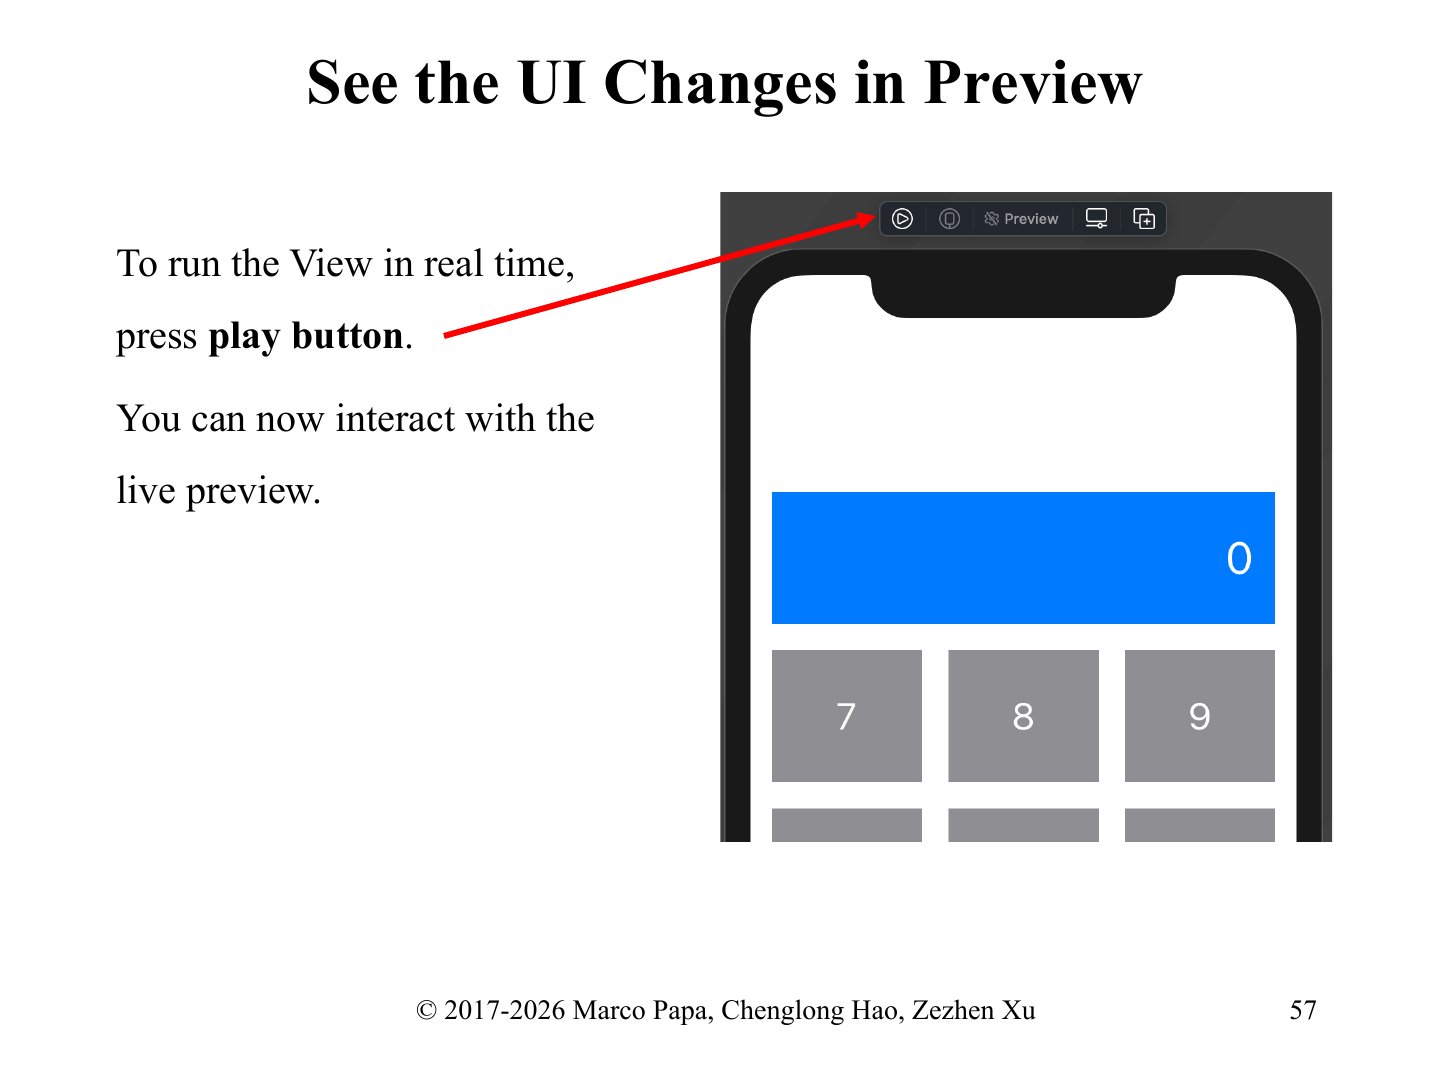 See the UI Changes in Preview
To run the View in real time,
press play button.
You can now interact with the
live preview.
Preview
0
7 8 9
© 2017-2026 Marco Papa, Chenglong Hao, Zezhen Xu 57